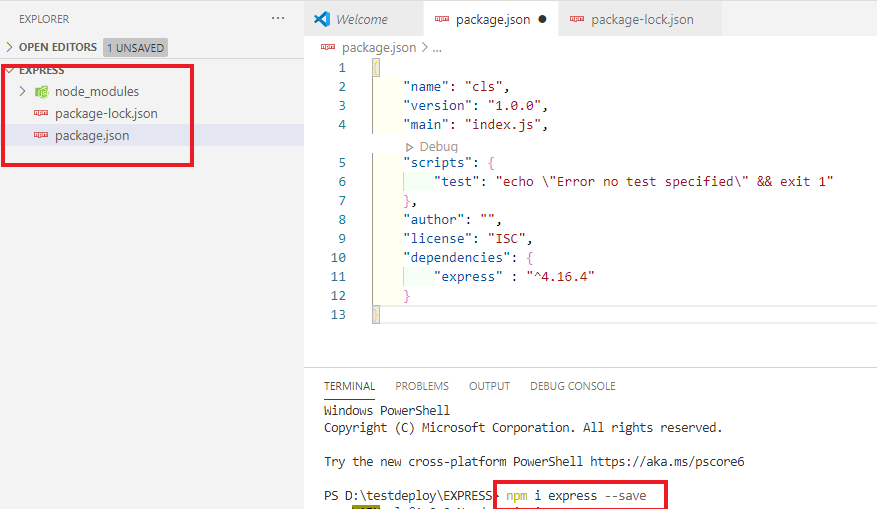 EXPLORER
···
OPEN EDITORS 1 UNSAVED
EXPRESS
node_modules
package-lock.json
package.json
Welcome
package.json
package-lock.json
package.json > ...
1 {
2 "name": "cls",
3 "version": "1.0.0",
4 "main": "index.js",
Debug
5 "scripts": {
6 "test": "echo \"Error no test specified\" && exit 1"
7 },
8 "author": "",
9 "license": "ISC",
10 "dependencies": {
11 "express" : "^4.16.4"
12 }
13 }
TERMINAL PROBLEMS OUTPUT DEBUG CONSOLE
Windows PowerShell
Copyright (C) Microsoft Corporation. All rights reserved.
Try the new cross-platform PowerShell https://aka.ms/pscore6
PS D:\testdeploy\EXPRESS> npm i express --save